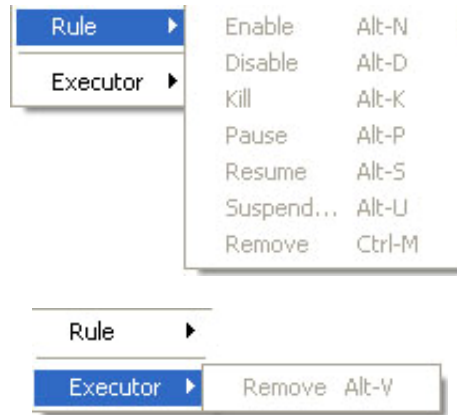 Rule Enable Alt-N
Disable Alt-D
Executor
Kill Alt-K
Pause Alt-P
Resume Alt-S
Suspend... Alt-U
Remove Ctrl-M
Rule
Executor Remove Alt-V